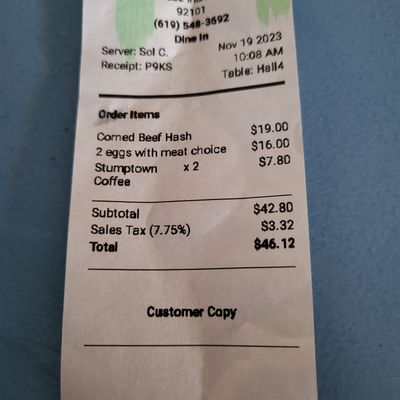 92101
(619) 548-3692
Dine In
Server: Sol C. Nov 19 2023
Receipt: P9KS 10:08 AM
Table: Hall4
Order Items
Corned Beef Hash $19.00
2 eggs with meat choice $16.00
Stumptown x 2 $7.80
Coffee
Subtotal $42.80
Sales Tax (7.75%) $3.32
Total $46.12
Customer Copy